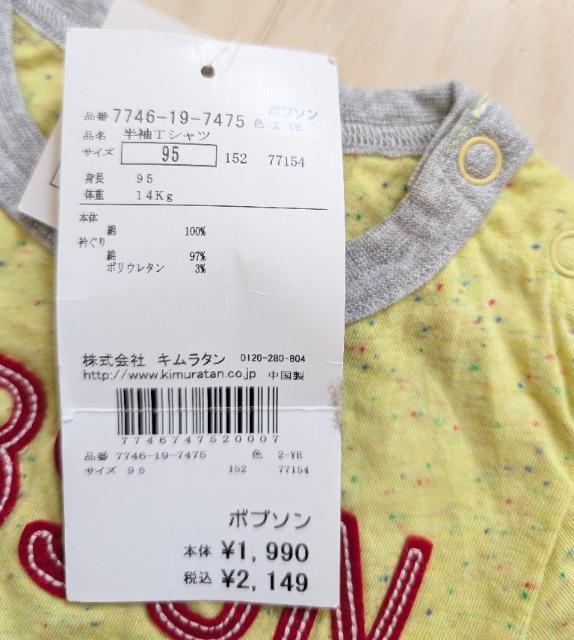 ボブソン
品番 7746-19-7475 色 2-YE
品名 半袖Tシャツ
サイズ 95 152 77154
身長 95
体重 14Kg
本体
綿 100%
衿ぐり
綿 97%
ポリウレタン 3%
株式会社 キムラタン 0120-280-804
http://www.kimuratan.co.jp 中国製
7746747520007
品番 7746-19-7475 色 2-YE
サイズ 95 152 77154
ボブソン
本体 ¥1,990
税込 ¥2,149